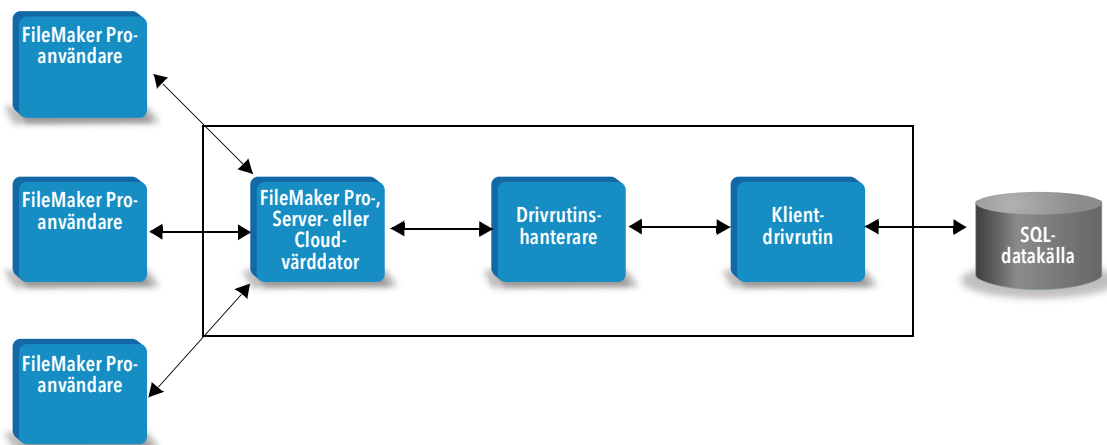 FileMaker Pro-
användare
FileMaker Pro-
användare
FileMaker Pro-
användare
FileMaker Pro-,
Server- eller
Cloud-
värddator
Drivrutins-
hanterare
Klient-
drivrutin
SQL-
datakälla